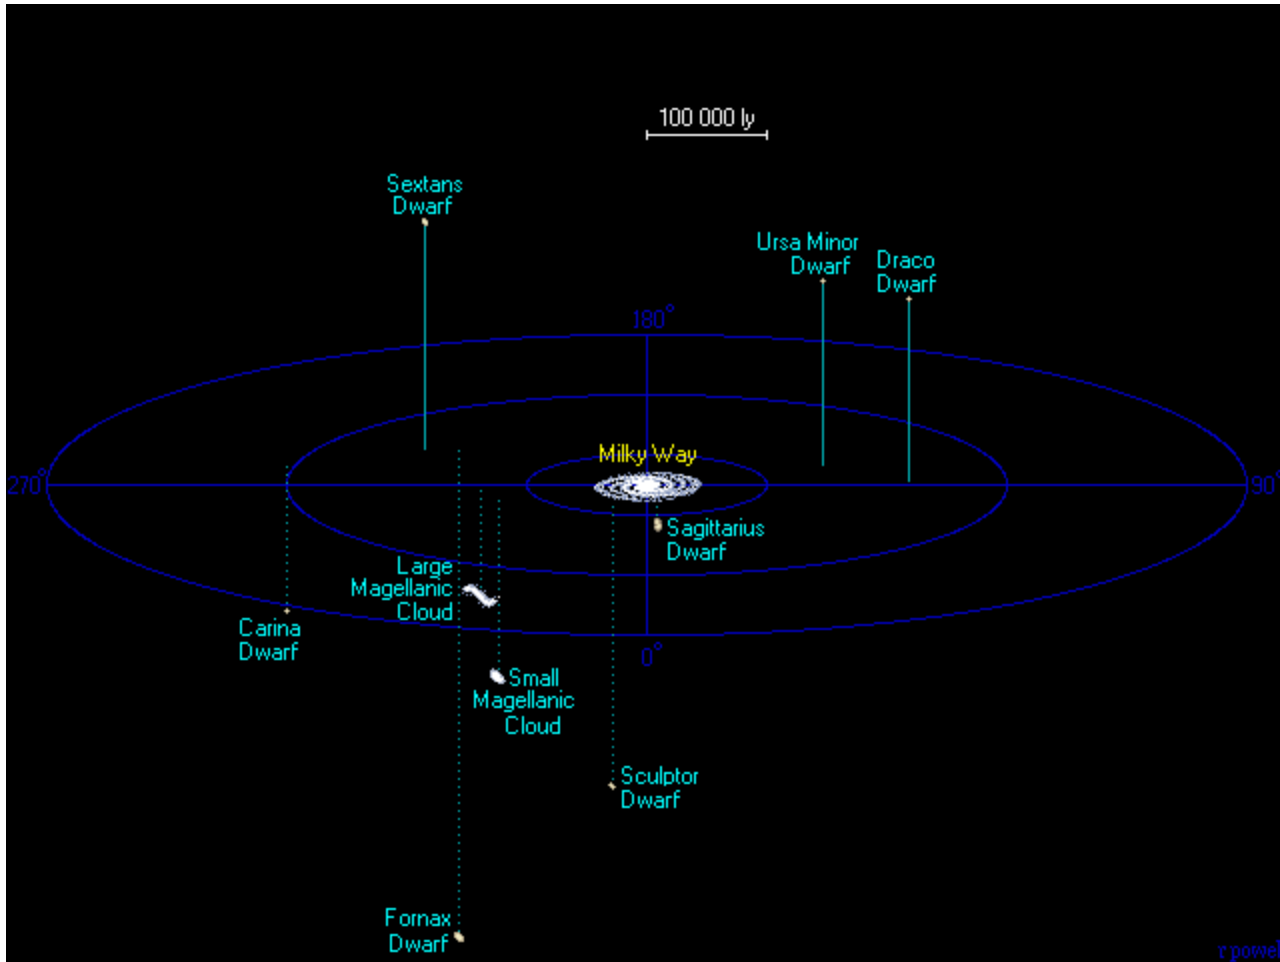 100 000 ly
Sextans
Dwarf
Ursa Minor
Dwarf
Draco
Dwarf
180°
Milky Way
270°
90°
Sagittarius
Dwarf
Large
Magellanic
Cloud
Carina
Dwarf
0°
Small
Magellanic
Cloud
Sculptor
Dwarf
Fornax
Dwarf